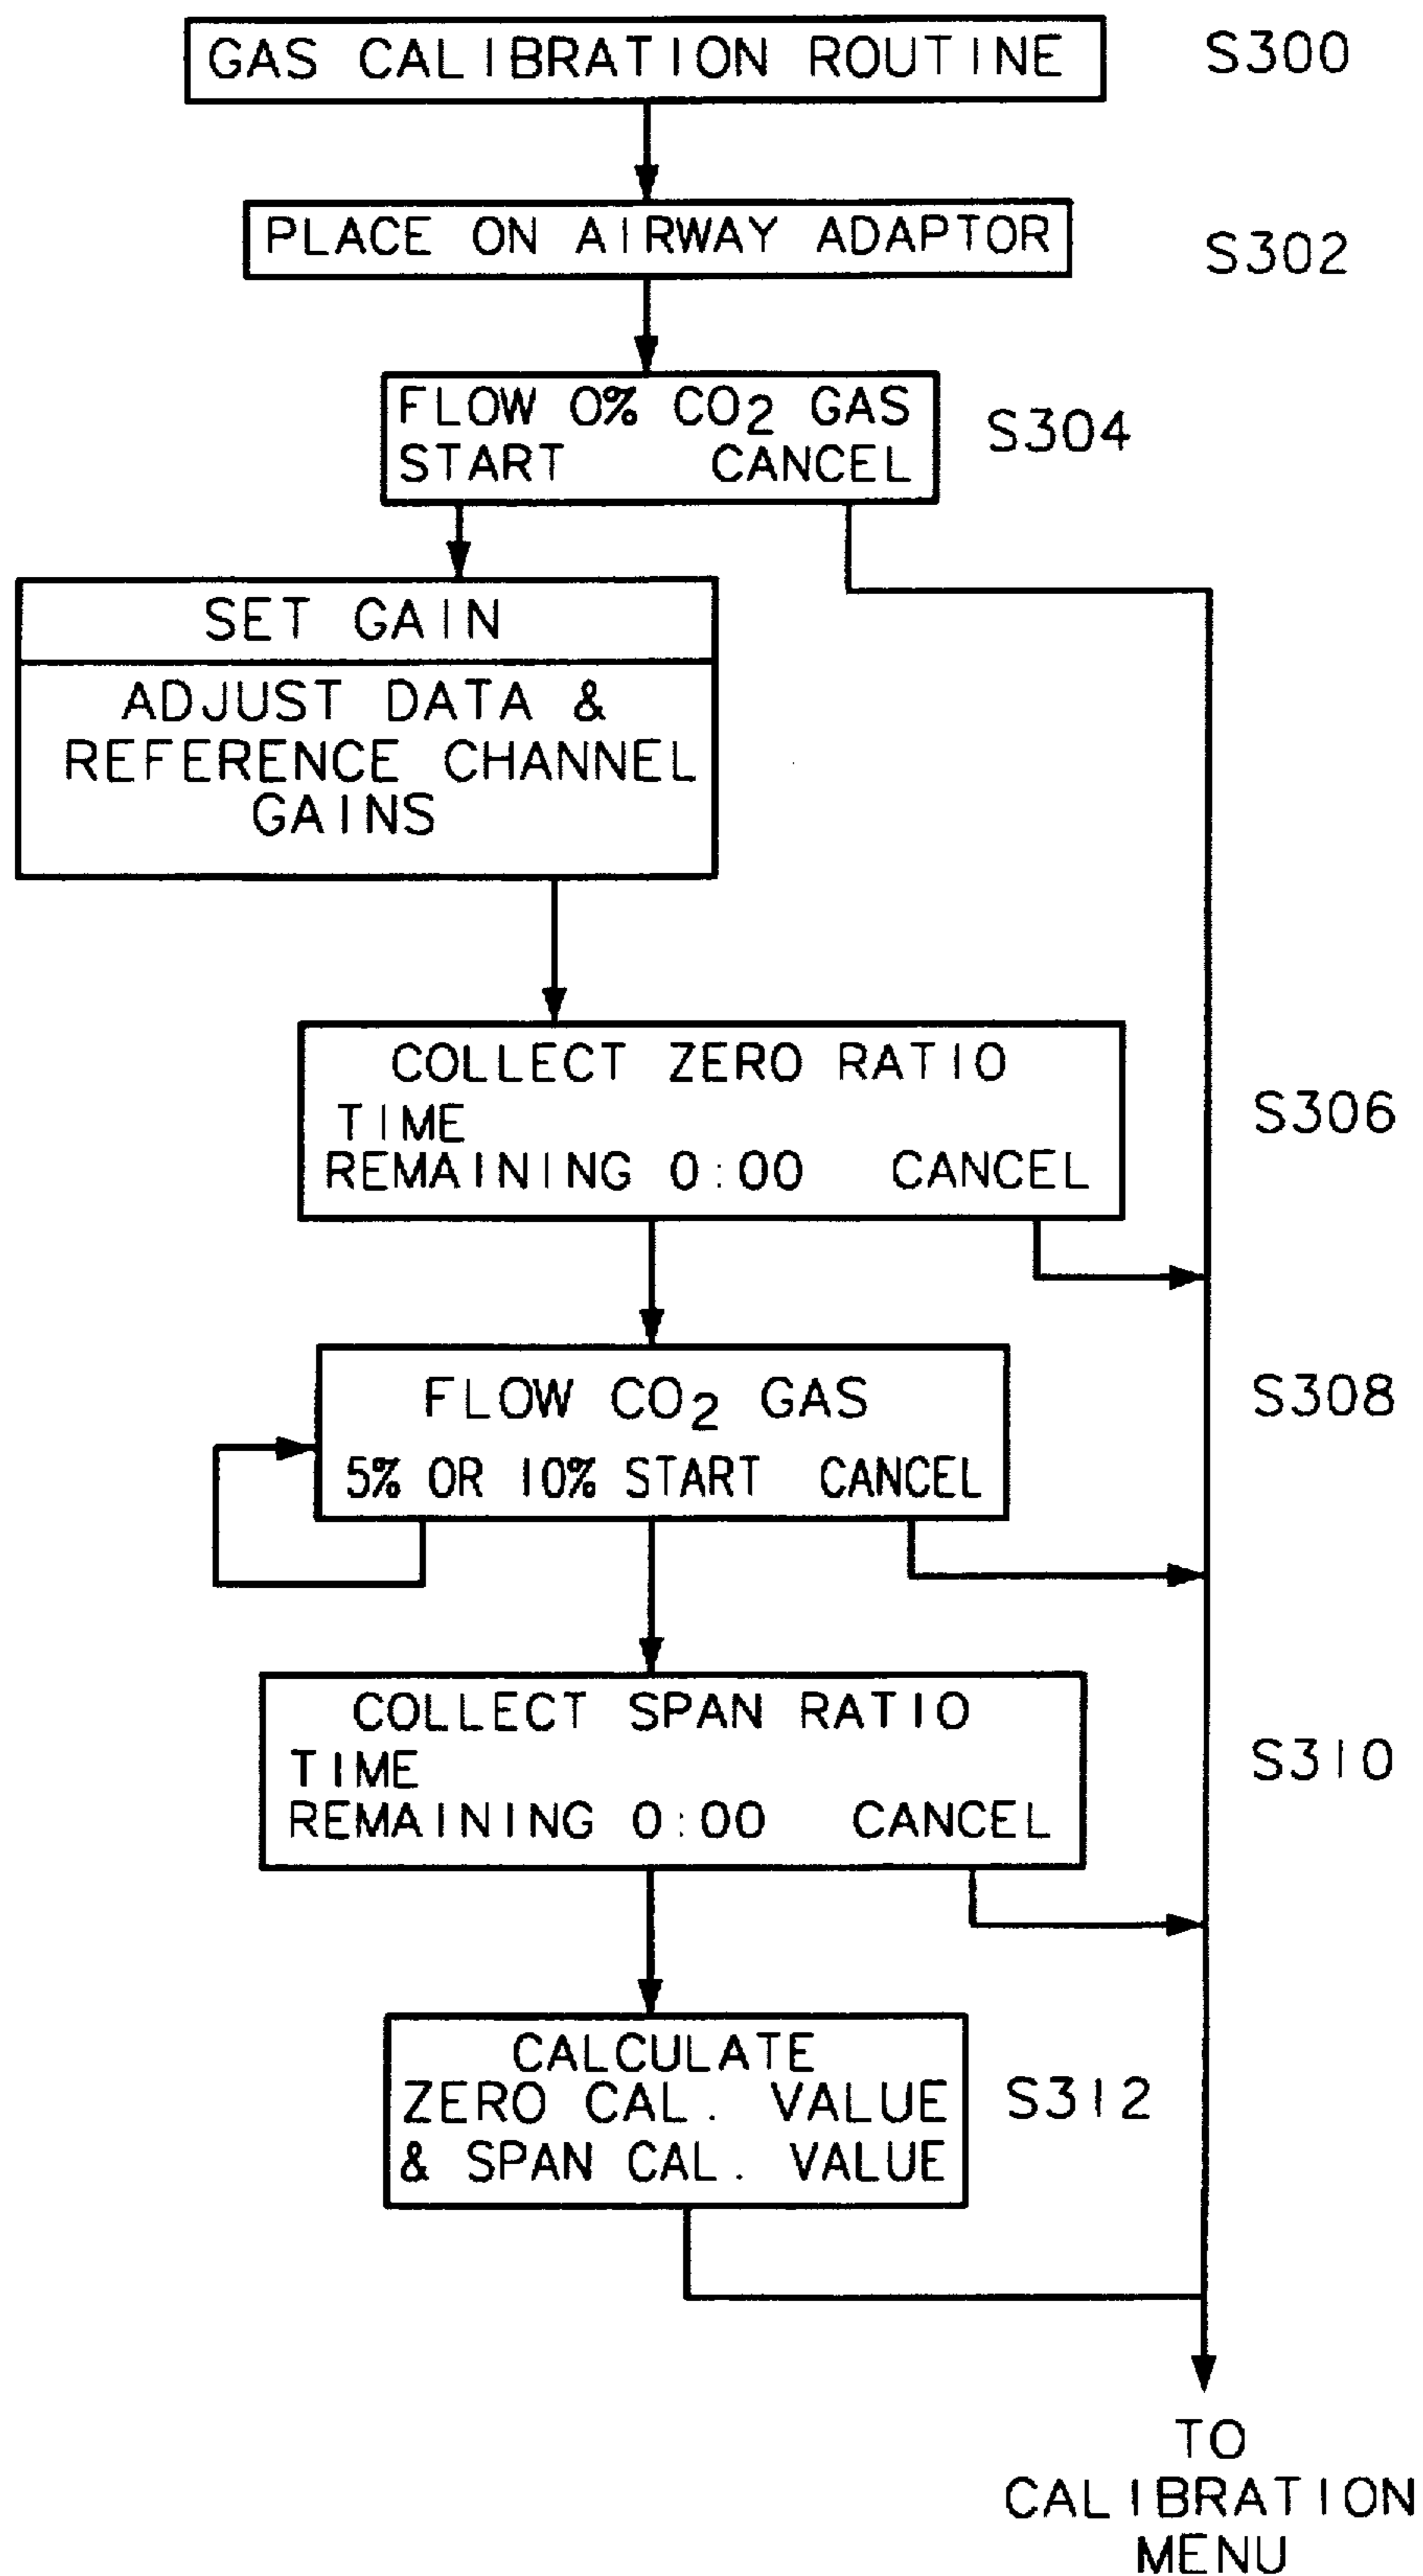 GAS CALIBRATION ROUTINE S300
PLACE ON AIRWAY ADAPTOR S302
FLOW 0% CO2 GAS
START CANCEL
S304
SET GAIN
ADJUST DATA &
REFERENCE CHANNEL
GAINS
COLLECT ZERO RATIO
TIME
REMAINING 0:00 CANCEL
S306
FLOW CO2 GAS
5% OR 10% START CANCEL
S308
COLLECT SPAN RATIO
TIME
REMAINING 0:00 CANCEL
S310
CALCULATE
ZERO CAL. VALUE
& SPAN CAL. VALUE
S312
TO
CALIBRATION
MENU